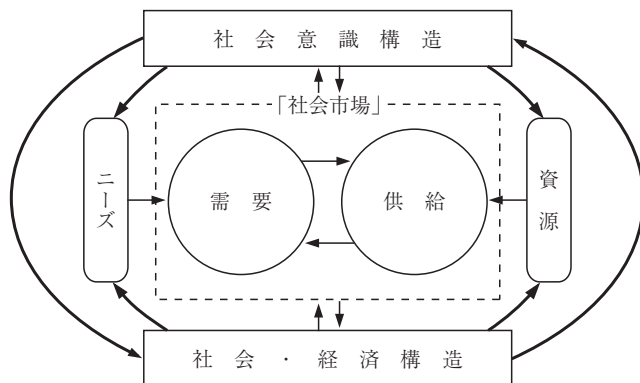 社会意識構造
「社会市場」
ニーズ
需要
供給
資源
社会・経済構造